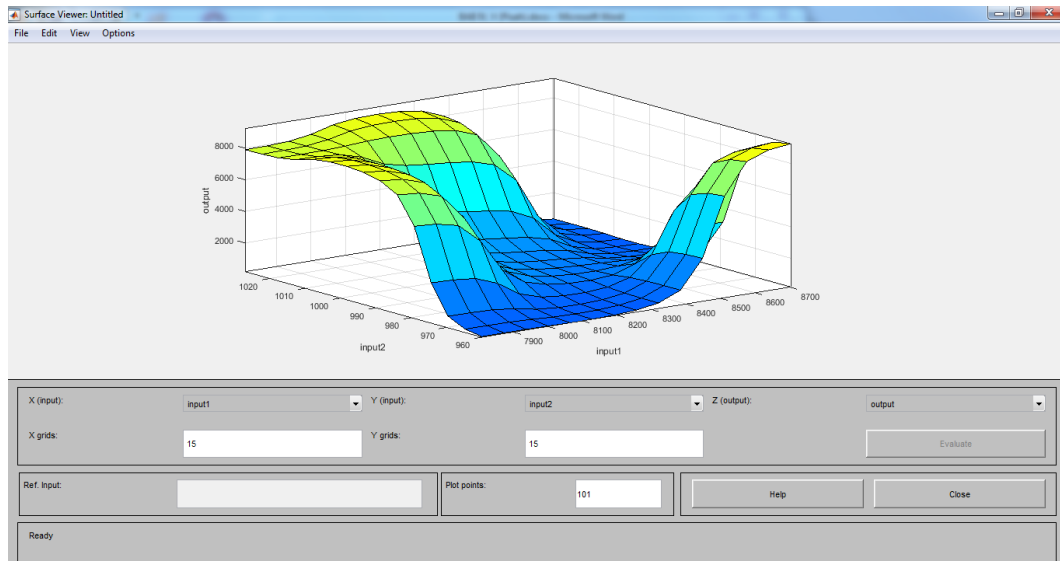 Surface Viewer: Untitled
File Edit View Options
8000
6000
4000
2000
output
1020
1010
1000
990
980
970
960
input2
7900
8000
8100
8200
8300
8400
8500
8600
8700
input1
X (input):
input1
Y (input):
input2
Z (output):
output
X grids:
15
Y grids:
15
Evaluate
Ref. Input:
Plot points:
101
Help
Close
Ready